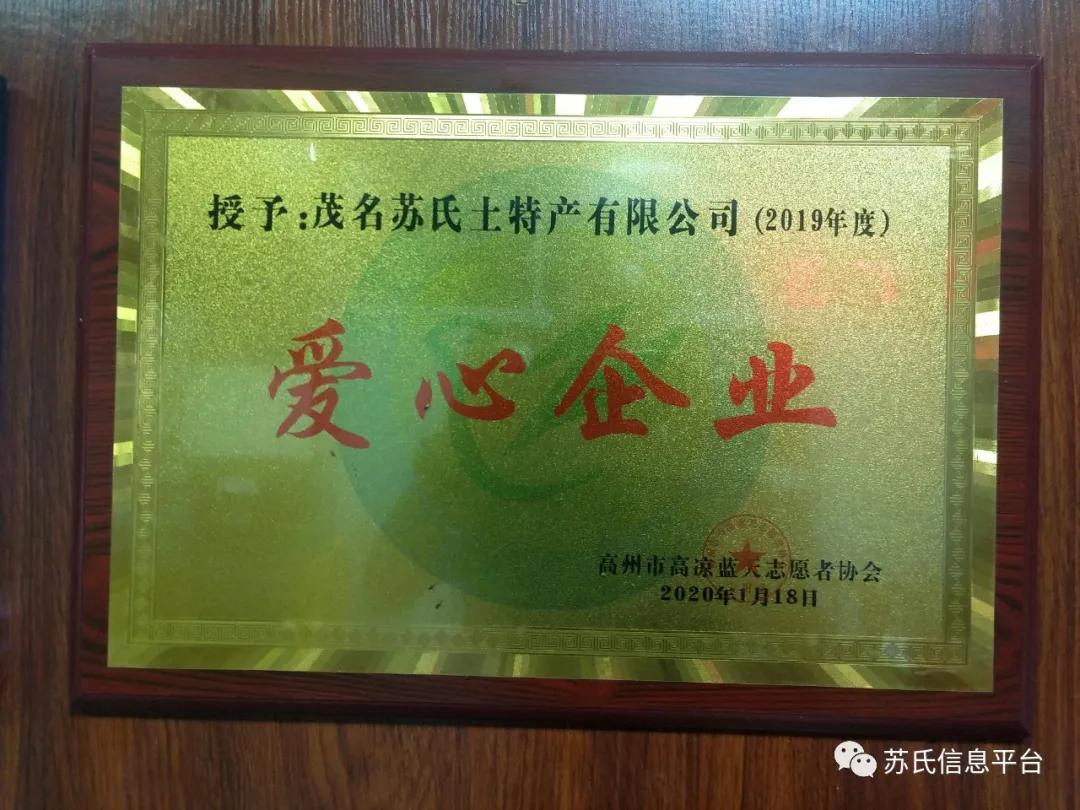 授予:茂名苏氏土特产有限公司(2019年度)
爱心企业
高州市高凉蓝天志愿者协会
2020年1月18日
苏氏信息平台